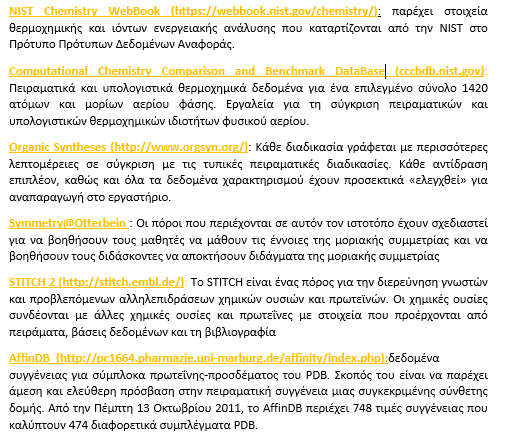 NIST Chemistry WebBook (https://webbook.nist.gov/chemistry/): παρέχει στοιχεία
θερμοχημικής και ιόντων ενεργειακής ανάλυσης που καταρτίζονται από την NIST στο
Πρότυπο Πρότυπων Δεδομένων Αναφοράς.
Computational Chemistry Comparison and Benchmark DataBase (cccbdb.nist.gov):
Πειραματικά και υπολογιστικά θερμοχημικά δεδομένα για ένα επιλεγμένο σύνολο 1420
ατόμων και μορίων αερίου φάσης. Εργαλεία για τη σύγκριση πειραματικών και
υπολογιστικών θερμοχημικών ιδιοτήτων φυσικού αερίου.
Organic Syntheses (http://www.orgsyn.org/): Κάθε διαδικασία γράφεται με περισσότερες
λεπτομέρειες σε σύγκριση με τις τυπικές πειραματικές διαδικασίες. Κάθε αντίδραση
επιπλέον, καθώς και όλα τα δεδομένα χαρακτηρισμού έχουν προσεκτικά «ελεγχθεί» για
αναπαραγωγή στο εργαστήριο.
Symmetry@Otterbein : Οι πόροι που περιέχονται σε αυτόν τον ιστοτόπο έχουν σχεδιαστεί
για να βοηθήσουν τους μαθητές να μάθουν τις έννοιες της μοριακής συμμετρίας και να
βοηθήσουν τους διδάσκοντες να αποκτήσουν διδάγματα της μοριακής συμμετρίας
STITCH 2 (http://stitch.embl.de/): Το STITCH είναι ένας πόρος για την διερεύνηση γνωστών
και προβλεπόμενων αλληλεπιδράσεων χημικών ουσιών και πρωτεϊνών. Οι χημικές ουσίες
συνδέονται με άλλες χημικές ουσίες και πρωτεΐνες με στοιχεία που προέρχονται από
πειράματα, βάσεις δεδομένων και τη βιβλιογραφία
AffinDB (http://pc1664.pharmazie.uni-marburg.de/affinity/index.php):δεδομένα
συγγένειας για σύμπλοκα πρωτεΐνης-προσδέματος του PDB. Σκοπός του είναι να παρέχει
άμεση και ελεύθερη πρόσβαση στην πειραματική συγγένεια μιας συγκεκριμένης σύνθετης
δομής. Από την Πέμπτη 13 Οκτωβρίου 2011, το AffinDB περιέχει 748 τιμές συγγένειας που
καλύπτουν 474 διαφορετικά συμπλέγματα PDB.